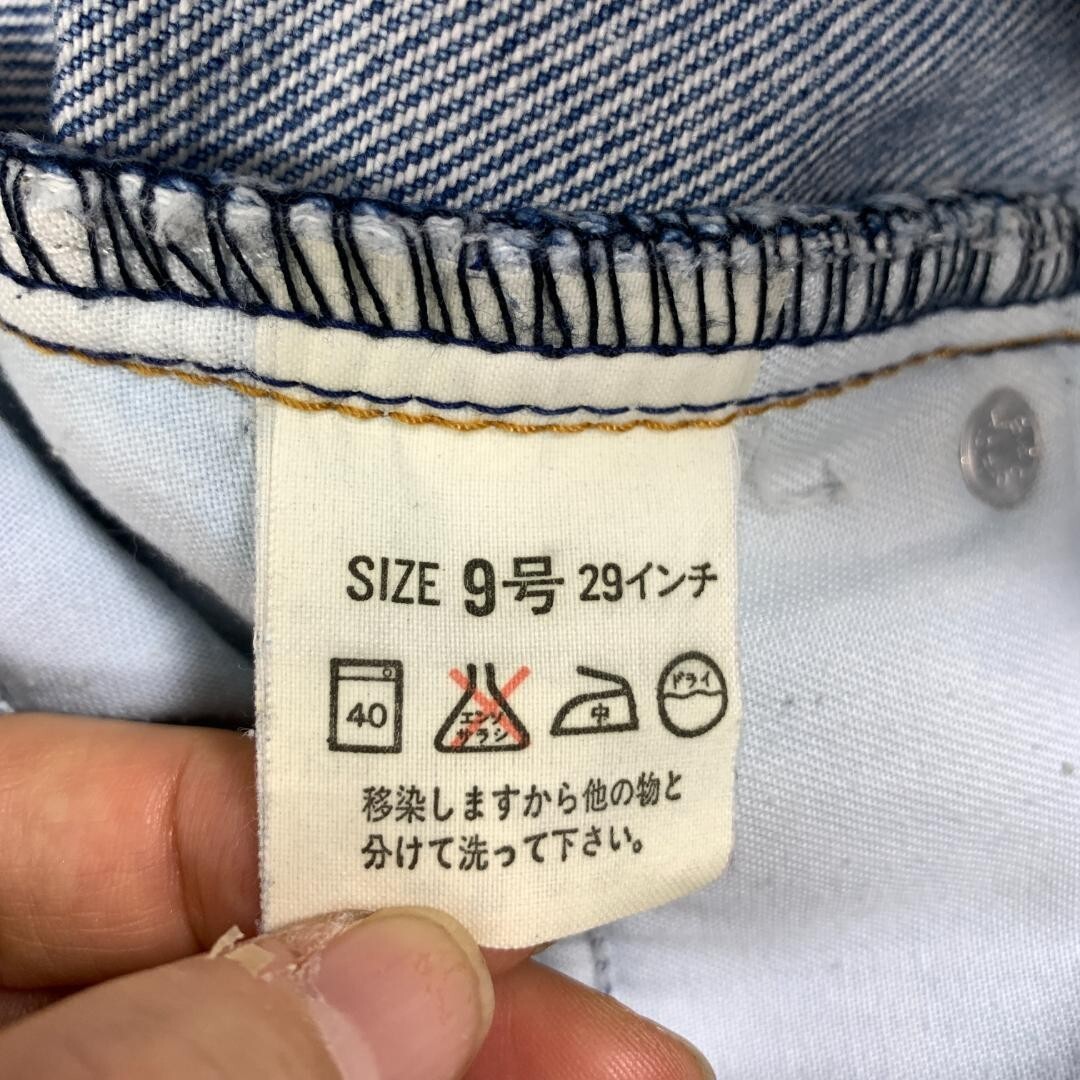 SIZE 9号 29インチ
40 エンソ サラシ 中 ドライ
移染しますから他の物と
分けて洗って下さい。